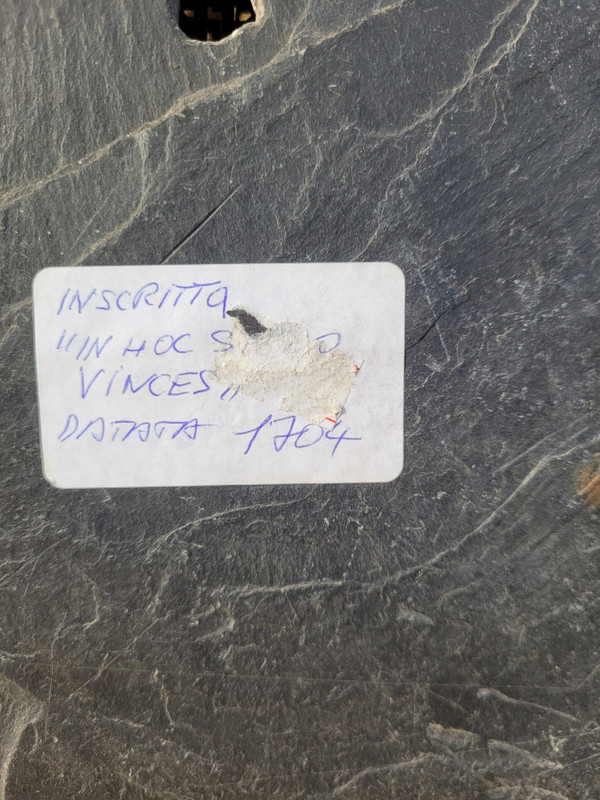 INSCRITTA
"IN HOC
VINCES"
DATATA 1704